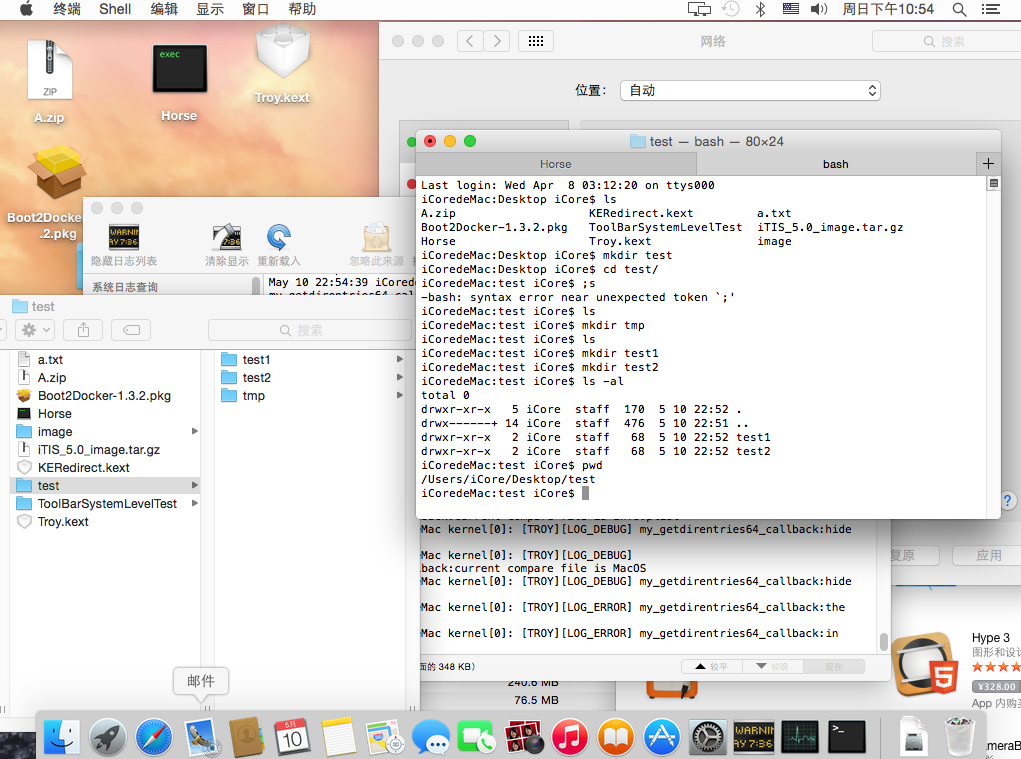 终端 Shell 编辑 显示 窗口 帮助 周日下午10:54
网络 搜索
位置： 自动
exec
ZIP
A.zip
Horse
Troy.kext
Boot2Docke
.2.pkg
test — bash — 80×24
Horse bash
Last login: Wed Apr  8 03:12:20 on ttys000
iCoredeMac:Desktop iCore$ ls
A.zip KERedirect.kext a.txt
Boot2Docker-1.3.2.pkg ToolBarSystemLevelTest iTIS_5.0_image.tar.gz
Horse Troy.kext image
iCoredeMac:Desktop iCore$ mkdir test
iCoredeMac:Desktop iCore$ cd test/
iCoredeMac:test iCore$ ;s
-bash: syntax error near unexpected token `;'
iCoredeMac:test iCore$ ls
iCoredeMac:test iCore$ mkdir tmp
iCoredeMac:test iCore$ ls
iCoredeMac:test iCore$ mkdir test1
iCoredeMac:test iCore$ mkdir test2
iCoredeMac:test iCore$ ls -al
total 0
drwxr-xr-x   5 iCore  staff  170  5 10 22:52 .
drwx------+ 14 iCore  staff  476  5 10 22:51 ..
drwxr-xr-x   2 iCore  staff   68  5 10 22:52 test1
drwxr-xr-x   2 iCore  staff   68  5 10 22:52 test2
iCoredeMac:test iCore$ pwd
/Users/iCore/Desktop/test
iCoredeMac:test iCore$
隐藏日志列表 清除显示 重新载入 忽略此来源
系统日志查询
May 10 22:54:39 iCorede
test
搜索
a.txt
A.zip
Boot2Docker-1.3.2.pkg
Horse
image
iTIS_5.0_image.tar.gz
KERedirect.kext
test
ToolBarSystemLevelTest
Troy.kext
test1
test2
tmp
Mac kernel[0]: [TROY][LOG_DEBUG] my_getdirentries64_callback:hide
Mac kernel[0]: [TROY][LOG_DEBUG]
back:current compare file is MacOS
Mac kernel[0]: [TROY][LOG_DEBUG] my_getdirentries64_callback:hide
Mac kernel[0]: [TROY][LOG_ERROR] my_getdirentries64_callback:the
Mac kernel[0]: [TROY][LOG_ERROR] my_getdirentries64_callback:in
面的 348 KB）
较早 较晚 现在
240.6 MB
76.5 MB
?
复原 应用
Hype 3
图形和设计
¥328.00
App 内购买
邮件
5月
10